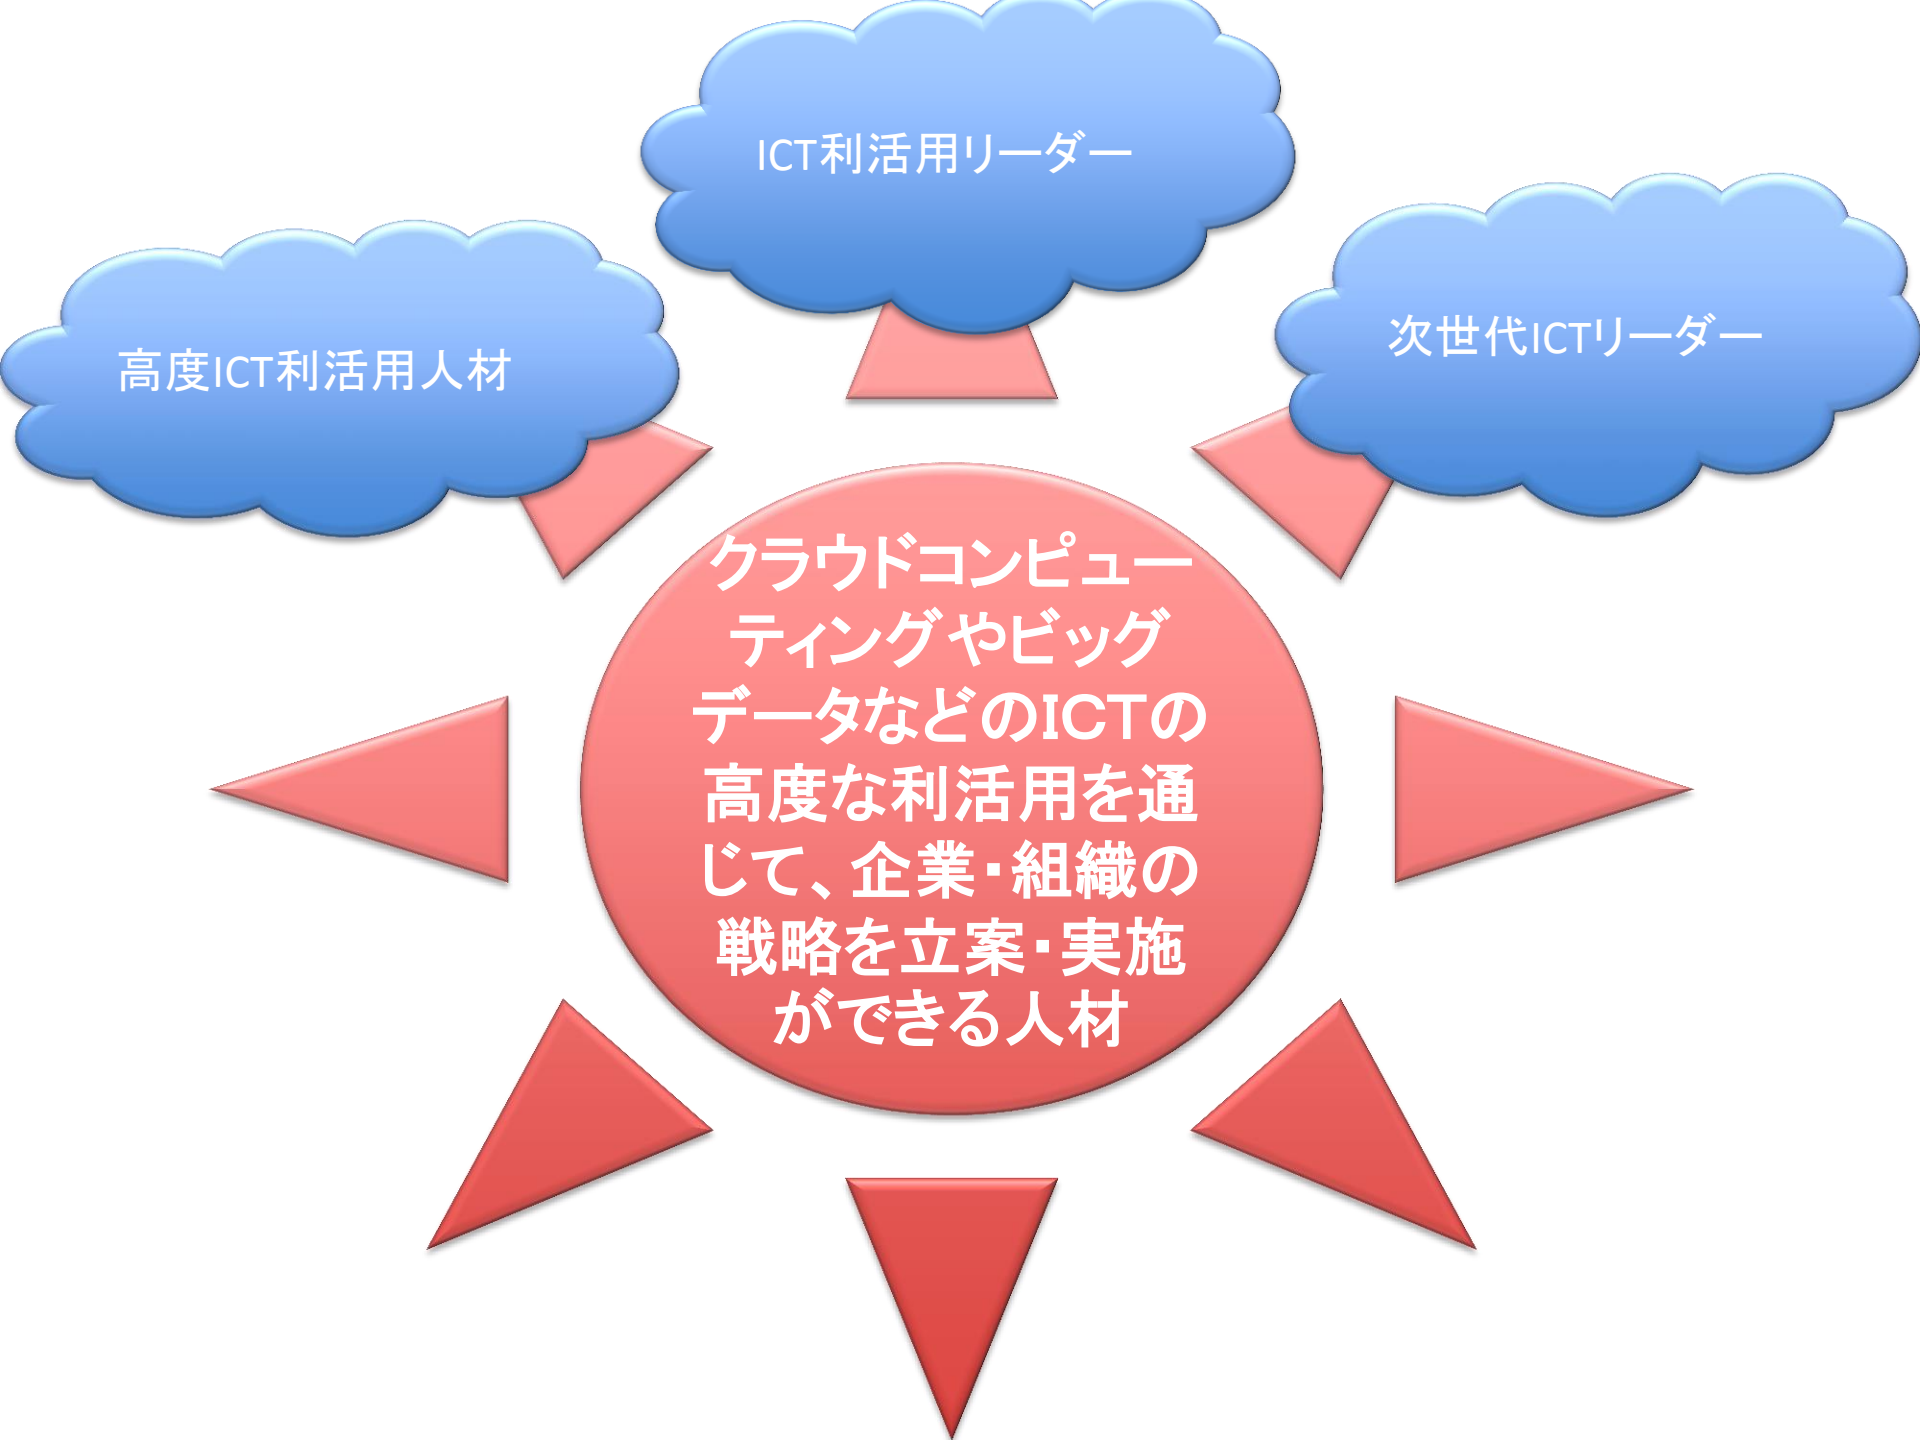 ICT利活用リーダー
次世代ICTリーダー
高度ICT利活用人材
クラウドコンピュー
ティングやビッグ
データなどのICTの
高度な利活用を通
じて、企業・組織の
戦略を立案・実施
ができる人材